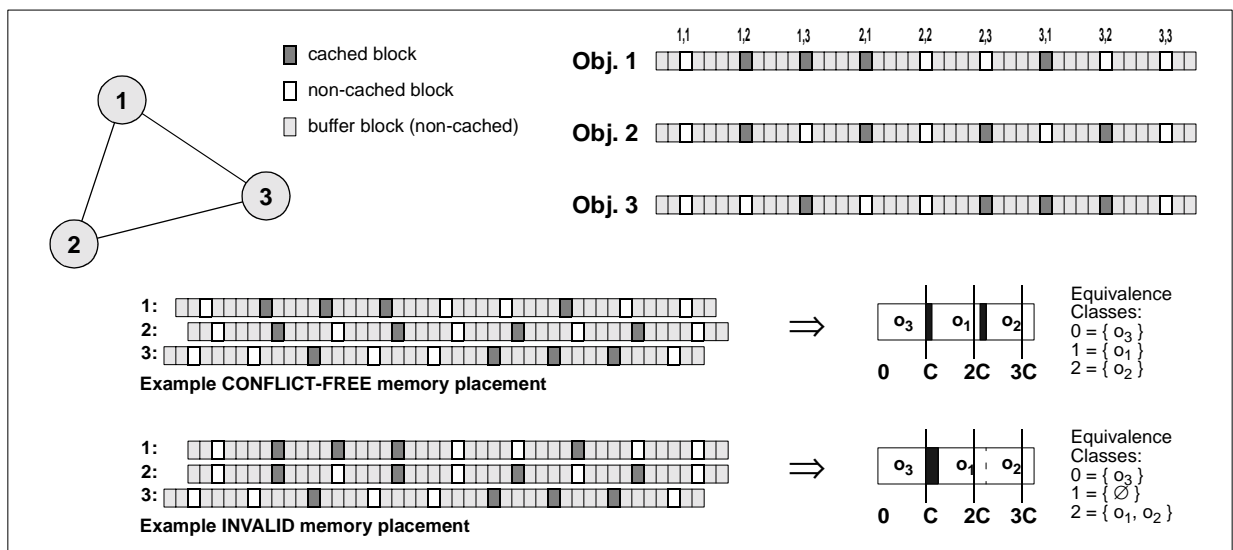 1
2
3
cached block
non-cached block
buffer block (non-cached)
1,1 1,2 1,3 2,1 2,2 2,3 3,1 3,2 3,3
Obj. 1
Obj. 2
Obj. 3
1:
2:
3:
Example CONFLICT-FREE memory placement
⇒
o3 o1 o2
0 C 2C 3C
Equivalence
Classes:
0 = { o3 }
1 = { o1 }
2 = { o2 }
1:
2:
3:
Example INVALID memory placement
⇒
o3 o1 o2
0 C 2C 3C
Equivalence
Classes:
0 = { o3 }
1 = { ∅ }
2 = { o1, o2 }